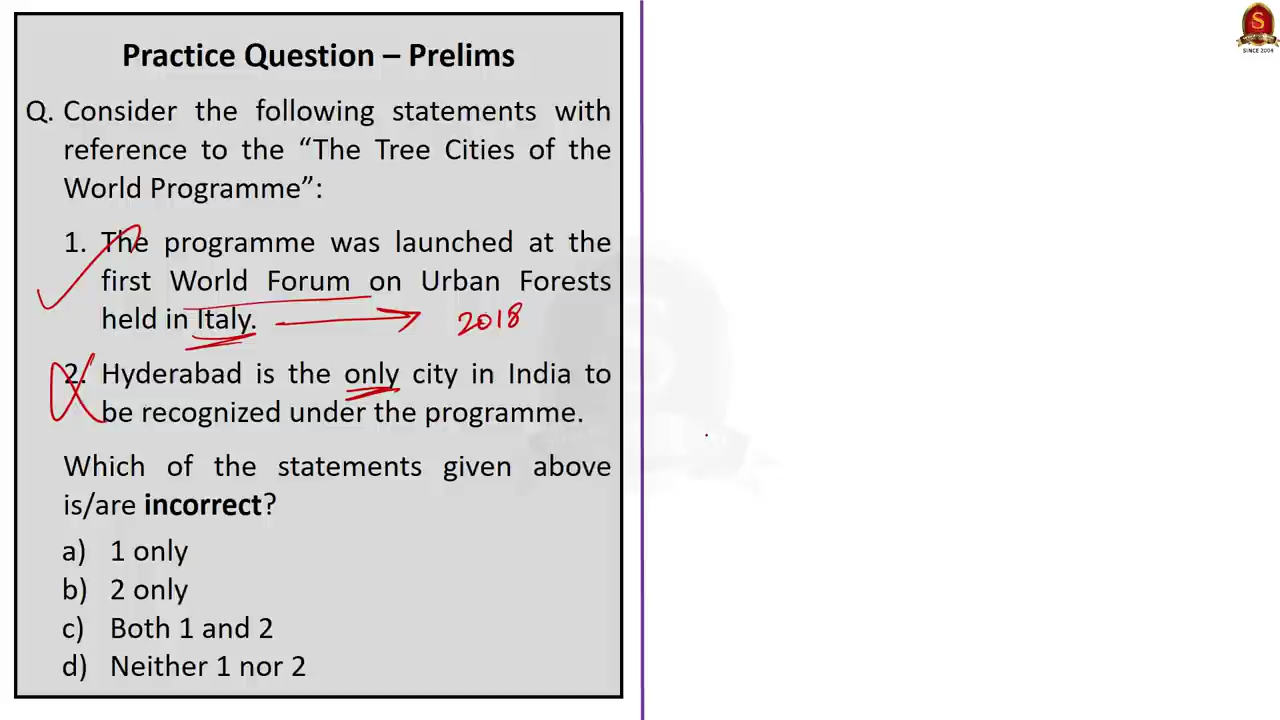 Practice Question – Prelims
Q. Consider the following statements with
reference to the “The Tree Cities of the
World Programme”:
1. The programme was launched at the
first World Forum on Urban Forests
held in Italy. 2018
2. Hyderabad is the only city in India to
be recognized under the programme.
Which of the statements given above
is/are incorrect?
a) 1 only
b) 2 only
c) Both 1 and 2
d) Neither 1 nor 2
S
SINCE 2004